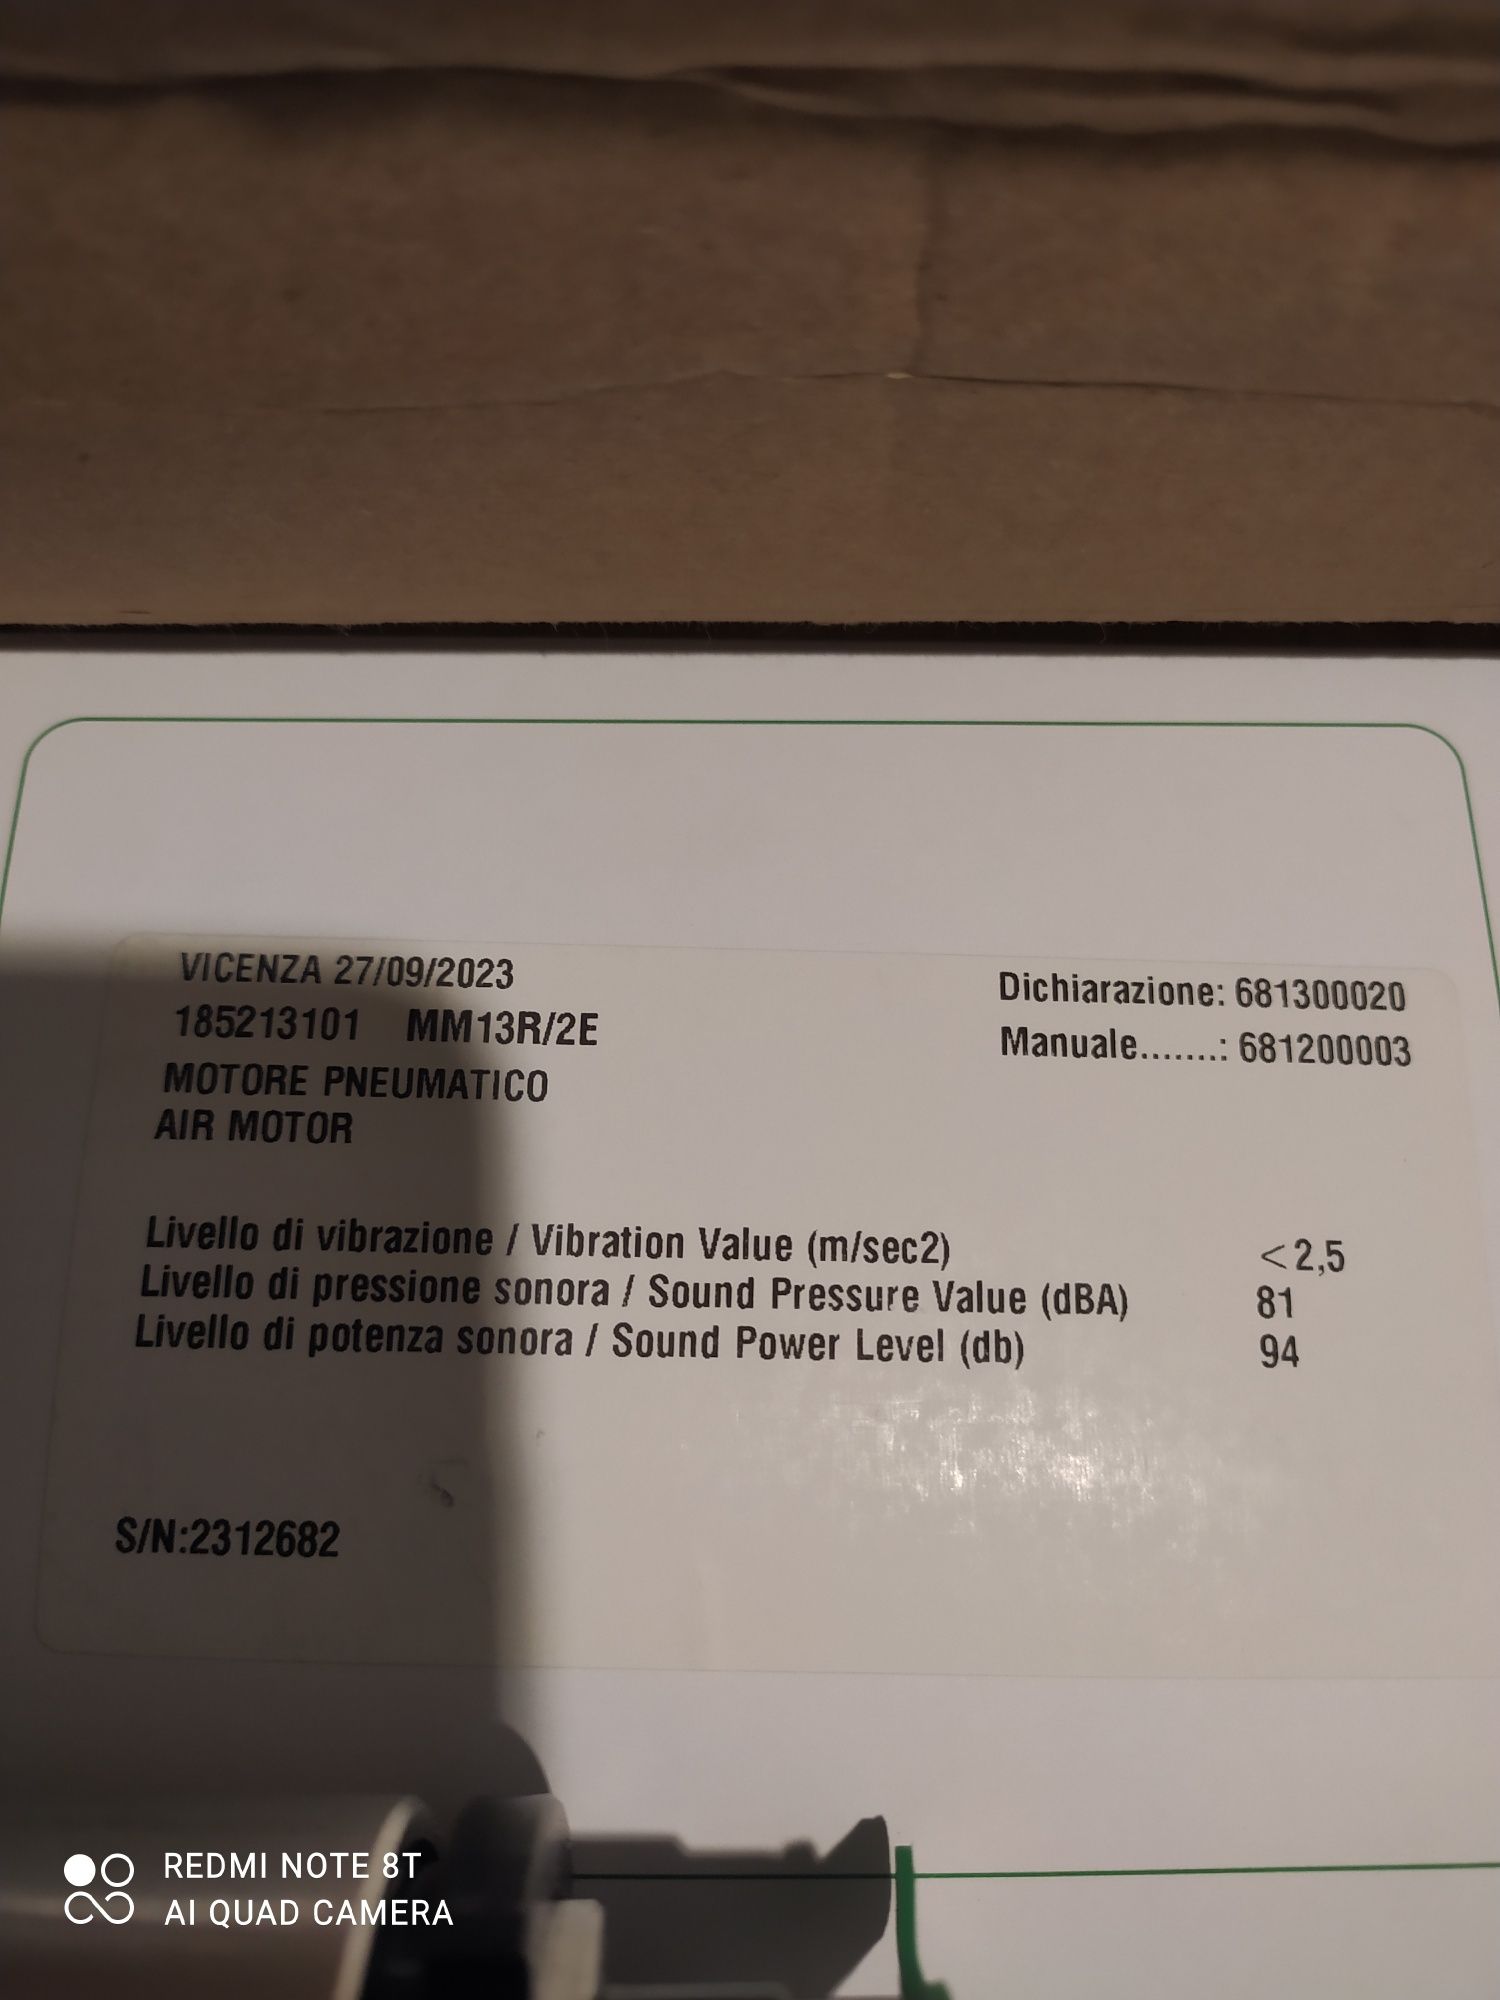 VICENZA 27/09/2023
Dichiarazione: 681300020
185213101 MM13R/2E
Manuale.......: 681200003
MOTORE PNEUMATICO
AIR MOTOR
Livello di vibrazione / Vibration Value (m/sec2) <2,5
Livello di pressione sonora / Sound Pressure Value (dBA) 81
Livello di potenza sonora / Sound Power Level (db) 94
S/N:2312682
REDMI NOTE 8T
AI QUAD CAMERA